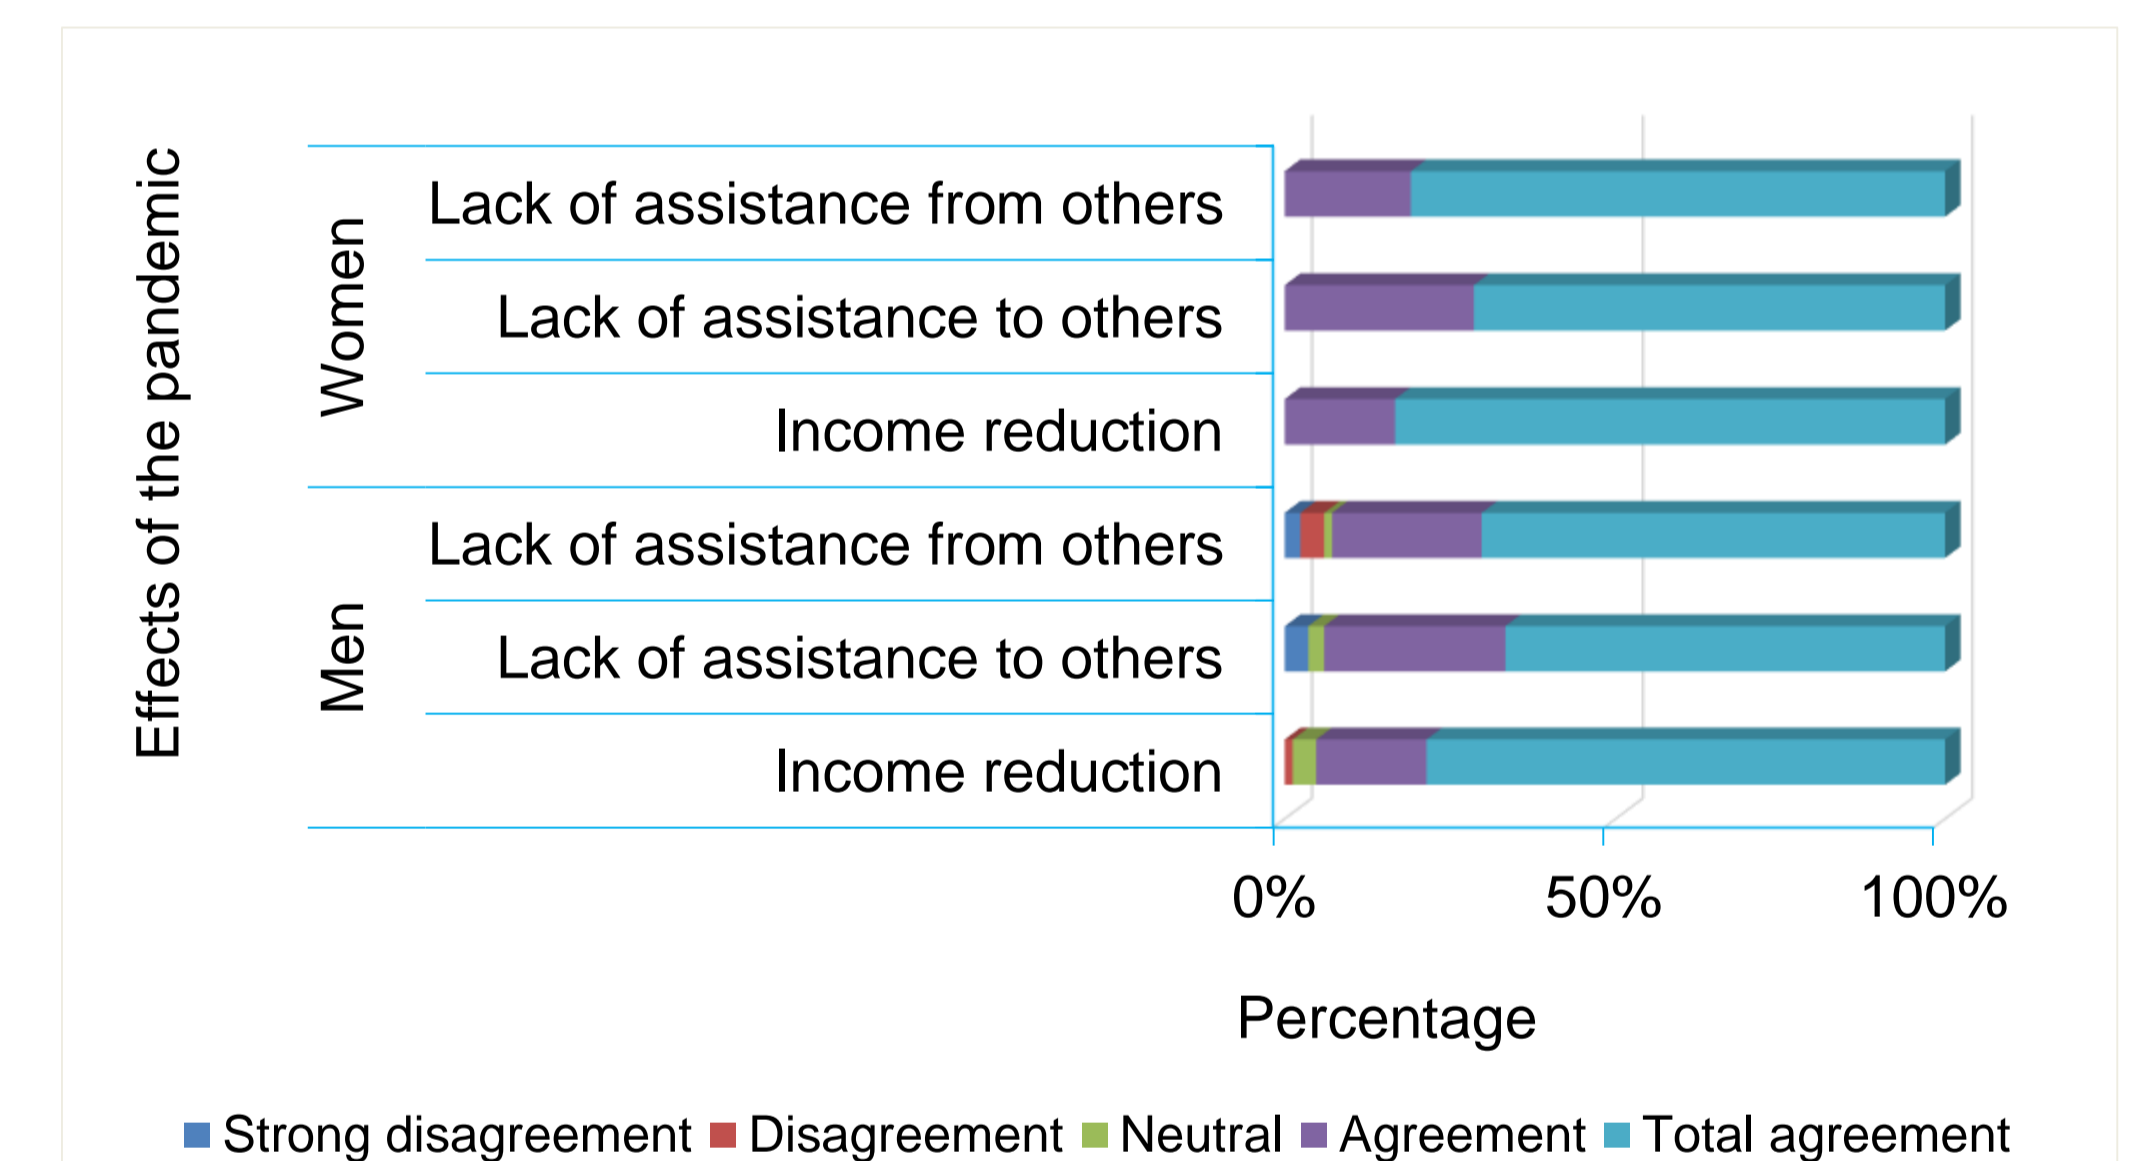 Effects of the pandemic
Women
Lack of assistance from others
Lack of assistance to others
Income reduction
Men
Lack of assistance from others
Lack of assistance to others
Income reduction
0% 50% 100%
Percentage
Strong disagreement Disagreement Neutral Agreement Total agreement